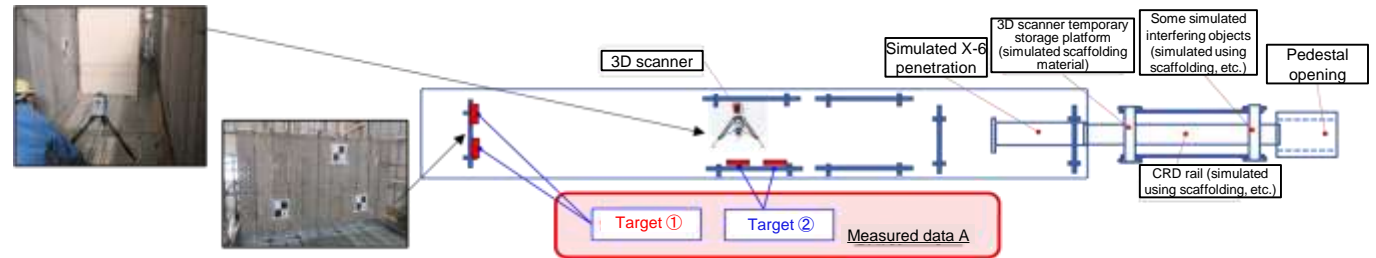 3D scanner
Simulated X-6
penetration
3D scanner temporary
storage platform
(simulated scaffolding
material)
Some simulated
interfering objects
(simulated using
scaffolding, etc.)
Pedestal
opening
CRD rail (simulated
using scaffolding, etc.)
Target ①
Target ②
Measured data A